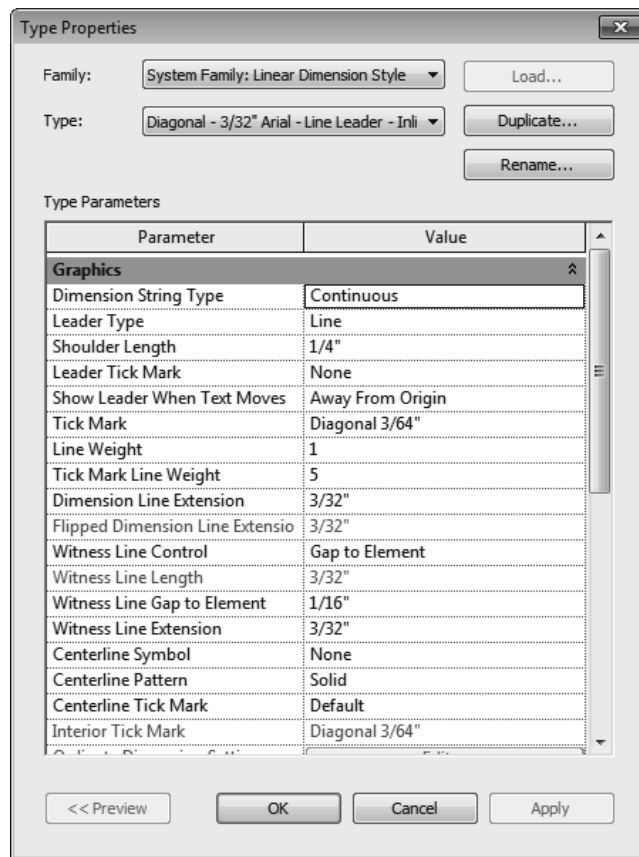 Type Properties
Family: System Family: Linear Dimension Style Load...
Type: Diagonal - 3/32" Arial - Line Leader - Inli Duplicate...
Rename...
Type Parameters
Parameter Value
Graphics
Dimension String Type Continuous
Leader Type Line
Shoulder Length 1/4"
Leader Tick Mark None
Show Leader When Text Moves Away From Origin
Tick Mark Diagonal 3/64"
Line Weight 1
Tick Mark Line Weight 5
Dimension Line Extension 3/32"
Flipped Dimension Line Extensio 3/32"
Witness Line Control Gap to Element
Witness Line Length 3/32"
Witness Line Gap to Element 1/16"
Witness Line Extension 3/32"
Centerline Symbol None
Centerline Pattern Solid
Centerline Tick Mark Default
Interior Tick Mark Diagonal 3/64"
<< Preview OK Cancel Apply